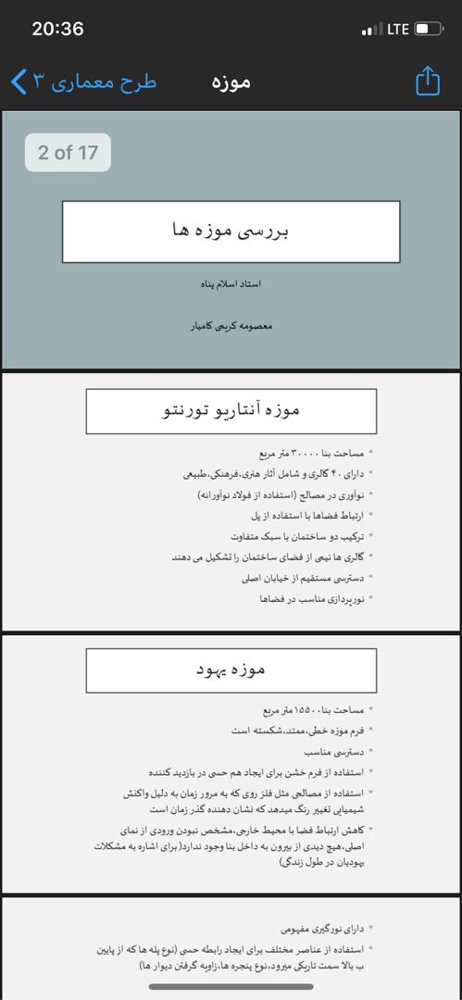 20:36
LTE
طرح معماری ۳
موزه
2 of 17
بررسی موزه ها
استاد اسلام پناه
معصومه کریمی کامیار
موزه آنتاریو تورنتو
• مساحت بنا ۳۰۰۰۰ متر مربع
• دارای ۴۰ گالری و شامل آثار هنری،فرهنگی،طبیعی
• نوآوری در مصالح (استفاده از فولاد نوآورانه)
• ارتباط فضاها با استفاده از پل
• ترکیب دو ساختمان با سبک متفاوت
• گالری ها نیمی از فضای ساختمان را تشکیل می دهند
• دسترسی مستقیم از خیابان اصلی
• نورپردازی مناسب در فضاها
موزه یهود
• مساحت بنا۱۵۵۰۰ متر مربع
• فرم موزه خطی،ممتد،شکسته است
• دسترسی مناسب
• استفاده از فرم خشن برای ایجاد هم حسی در بازدید کننده
• استفاده از مصالحی مثل فلز روی که به مرور زمان به دلیل واکنش
شیمیایی تغییر رنگ میدهد که نشان دهنده گذر زمان است
• کاهش ارتباط فضا با محیط خارجی،مشخص نبودن ورودی از نمای
اصلی،هیچ دیدی از بیرون به داخل بنا وجود ندارد( برای اشاره به مشکلات
یهودیان در طول زندگی)
• دارای نورگیری مفهومی
• استفاده از عناصر مختلف برای ایجاد رابطه حسی (نوع پله ها که از پایین
ب بالا سمت تاریکی میرود،نوع پنجره ها،زاویه گرفتن دیوار ها)